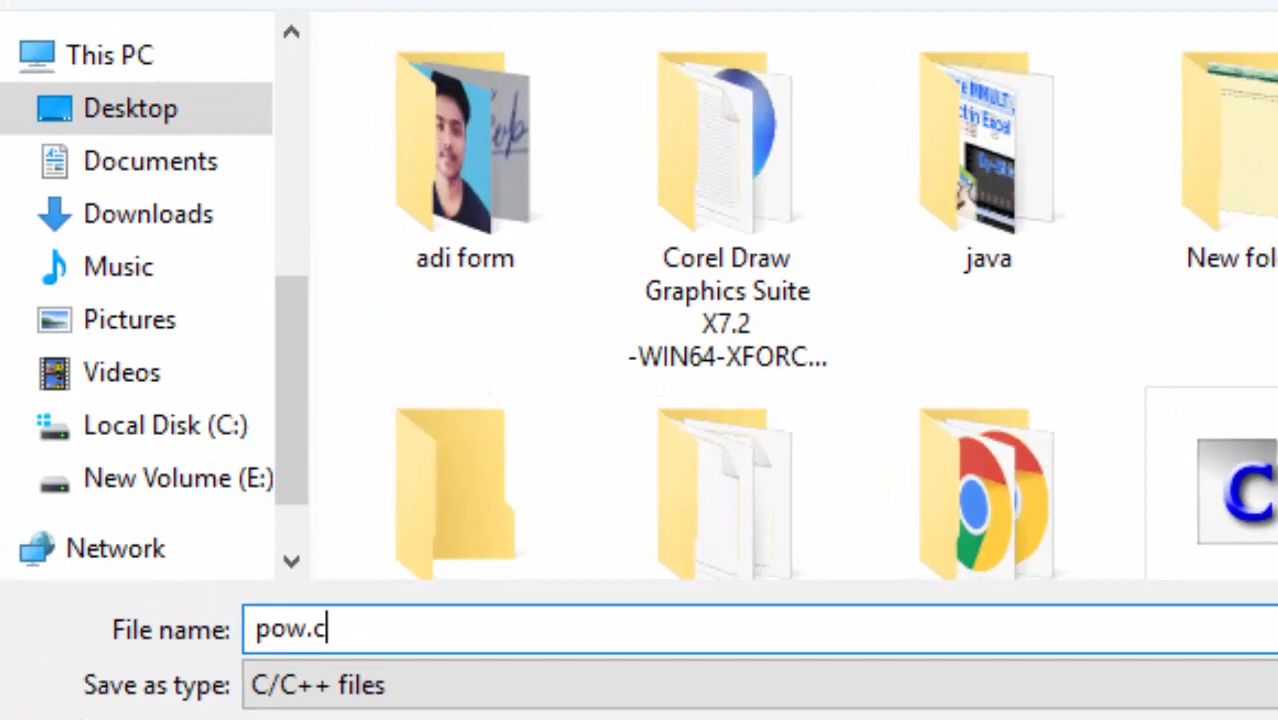 This PC
Desktop
Documents
Downloads
Music
Pictures
Videos
Local Disk (C:)
New Volume (E:)
Network
adi form
Corel Draw
Graphics Suite
X7.2
-WIN64-XFORC...
java
New fol
C
File name: pow.c
Save as type: C/C++ files